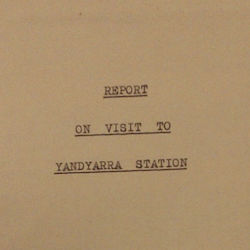 REPORT
ON VISIT TO
YANDYARRA STATION